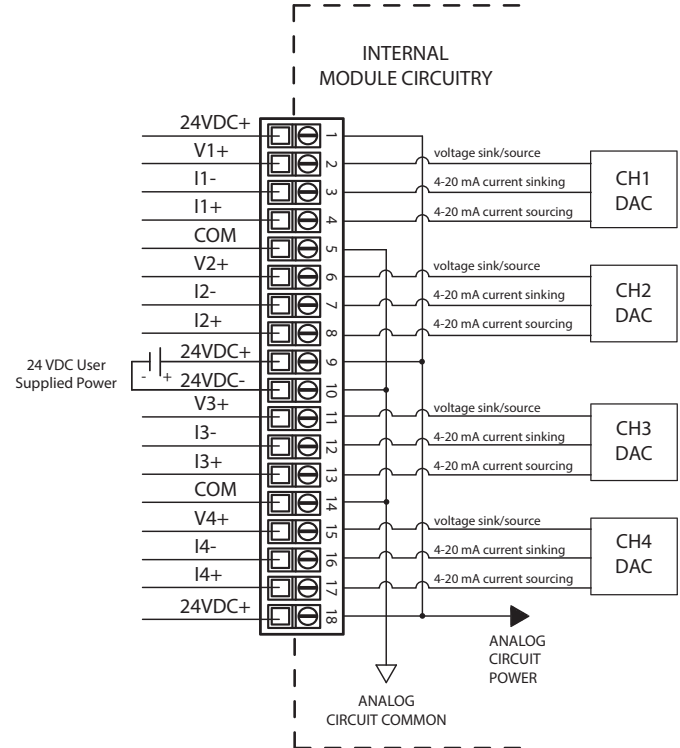 INTERNAL
MODULE CIRCUITRY
24VDC+
1
V1+
2
voltage sink/source
I1-
3
4-20 mA current sinking
I1+
4
4-20 mA current sourcing
CH1
DAC
COM
5
V2+
6
voltage sink/source
I2-
7
4-20 mA current sinking
I2+
8
4-20 mA current sourcing
CH2
DAC
24 VDC User
Supplied Power
- +
24VDC+
9
24VDC-
10
V3+
11
voltage sink/source
I3-
12
4-20 mA current sinking
I3+
13
4-20 mA current sourcing
CH3
DAC
COM
14
V4+
15
voltage sink/source
I4-
16
4-20 mA current sinking
I4+
17
4-20 mA current sourcing
CH4
DAC
24VDC+
18
ANALOG
CIRCUIT
POWER
ANALOG
CIRCUIT COMMON